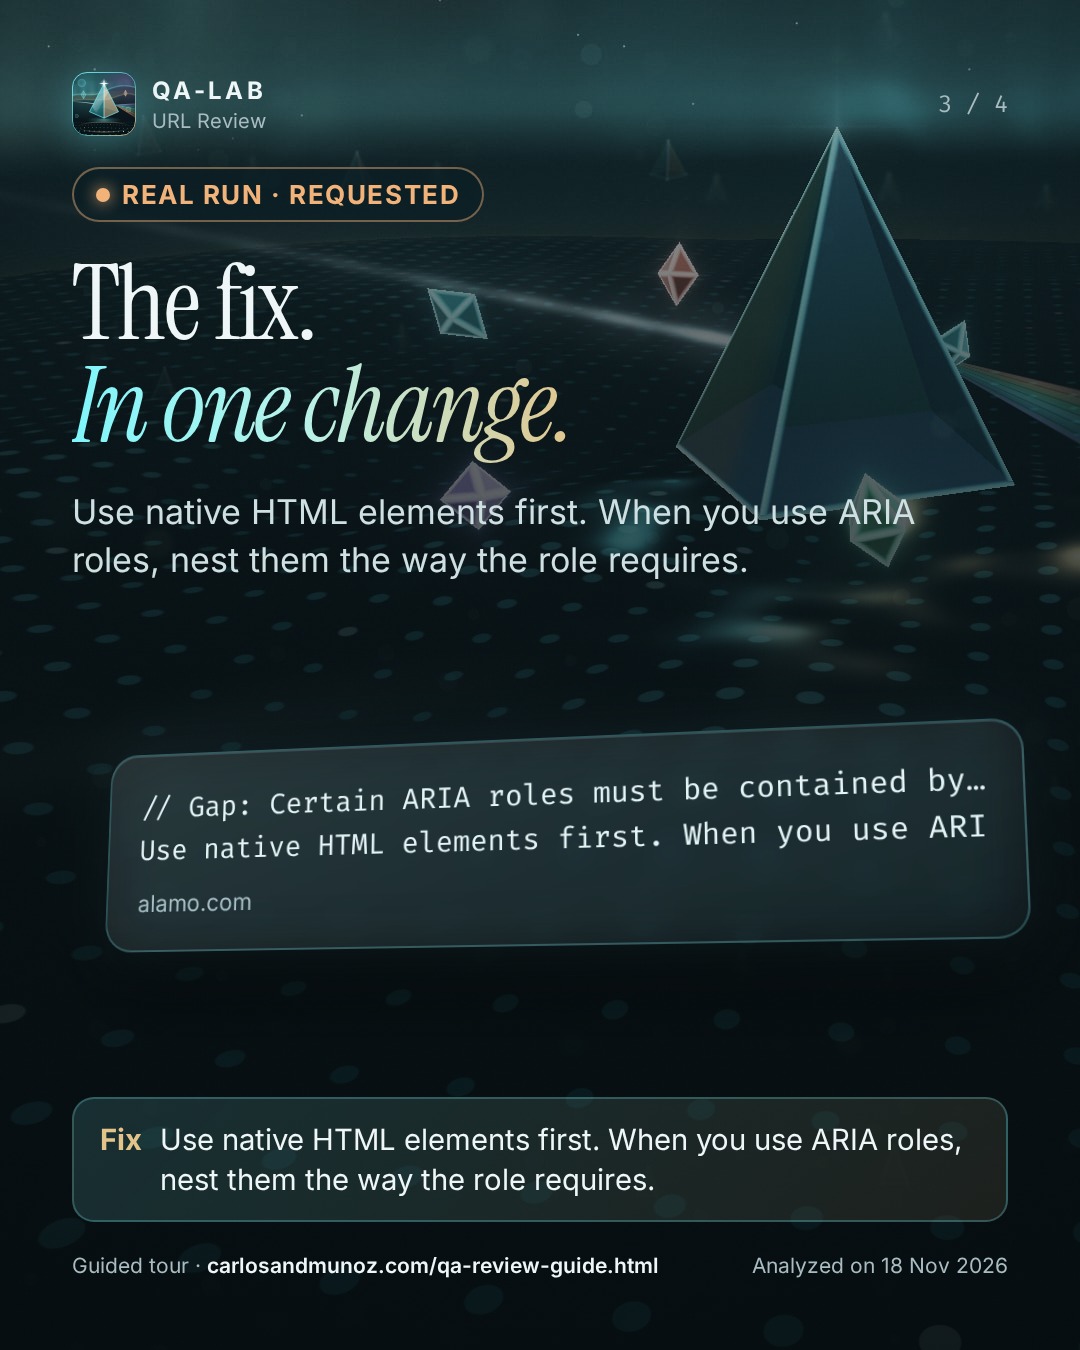 QA-LAB
URL Review
3 / 4
REAL RUN · REQUESTED
The fix.
In one change.
Use native HTML elements first. When you use ARIA
roles, nest them the way the role requires.
// Gap: Certain ARIA roles must be contained by…
Use native HTML elements first. When you use ARI
alamo.com
Fix Use native HTML elements first. When you use ARIA roles,
nest them the way the role requires.
Guided tour · carlosandmunoz.com/qa-review-guide.html
Analyzed on 18 Nov 2026